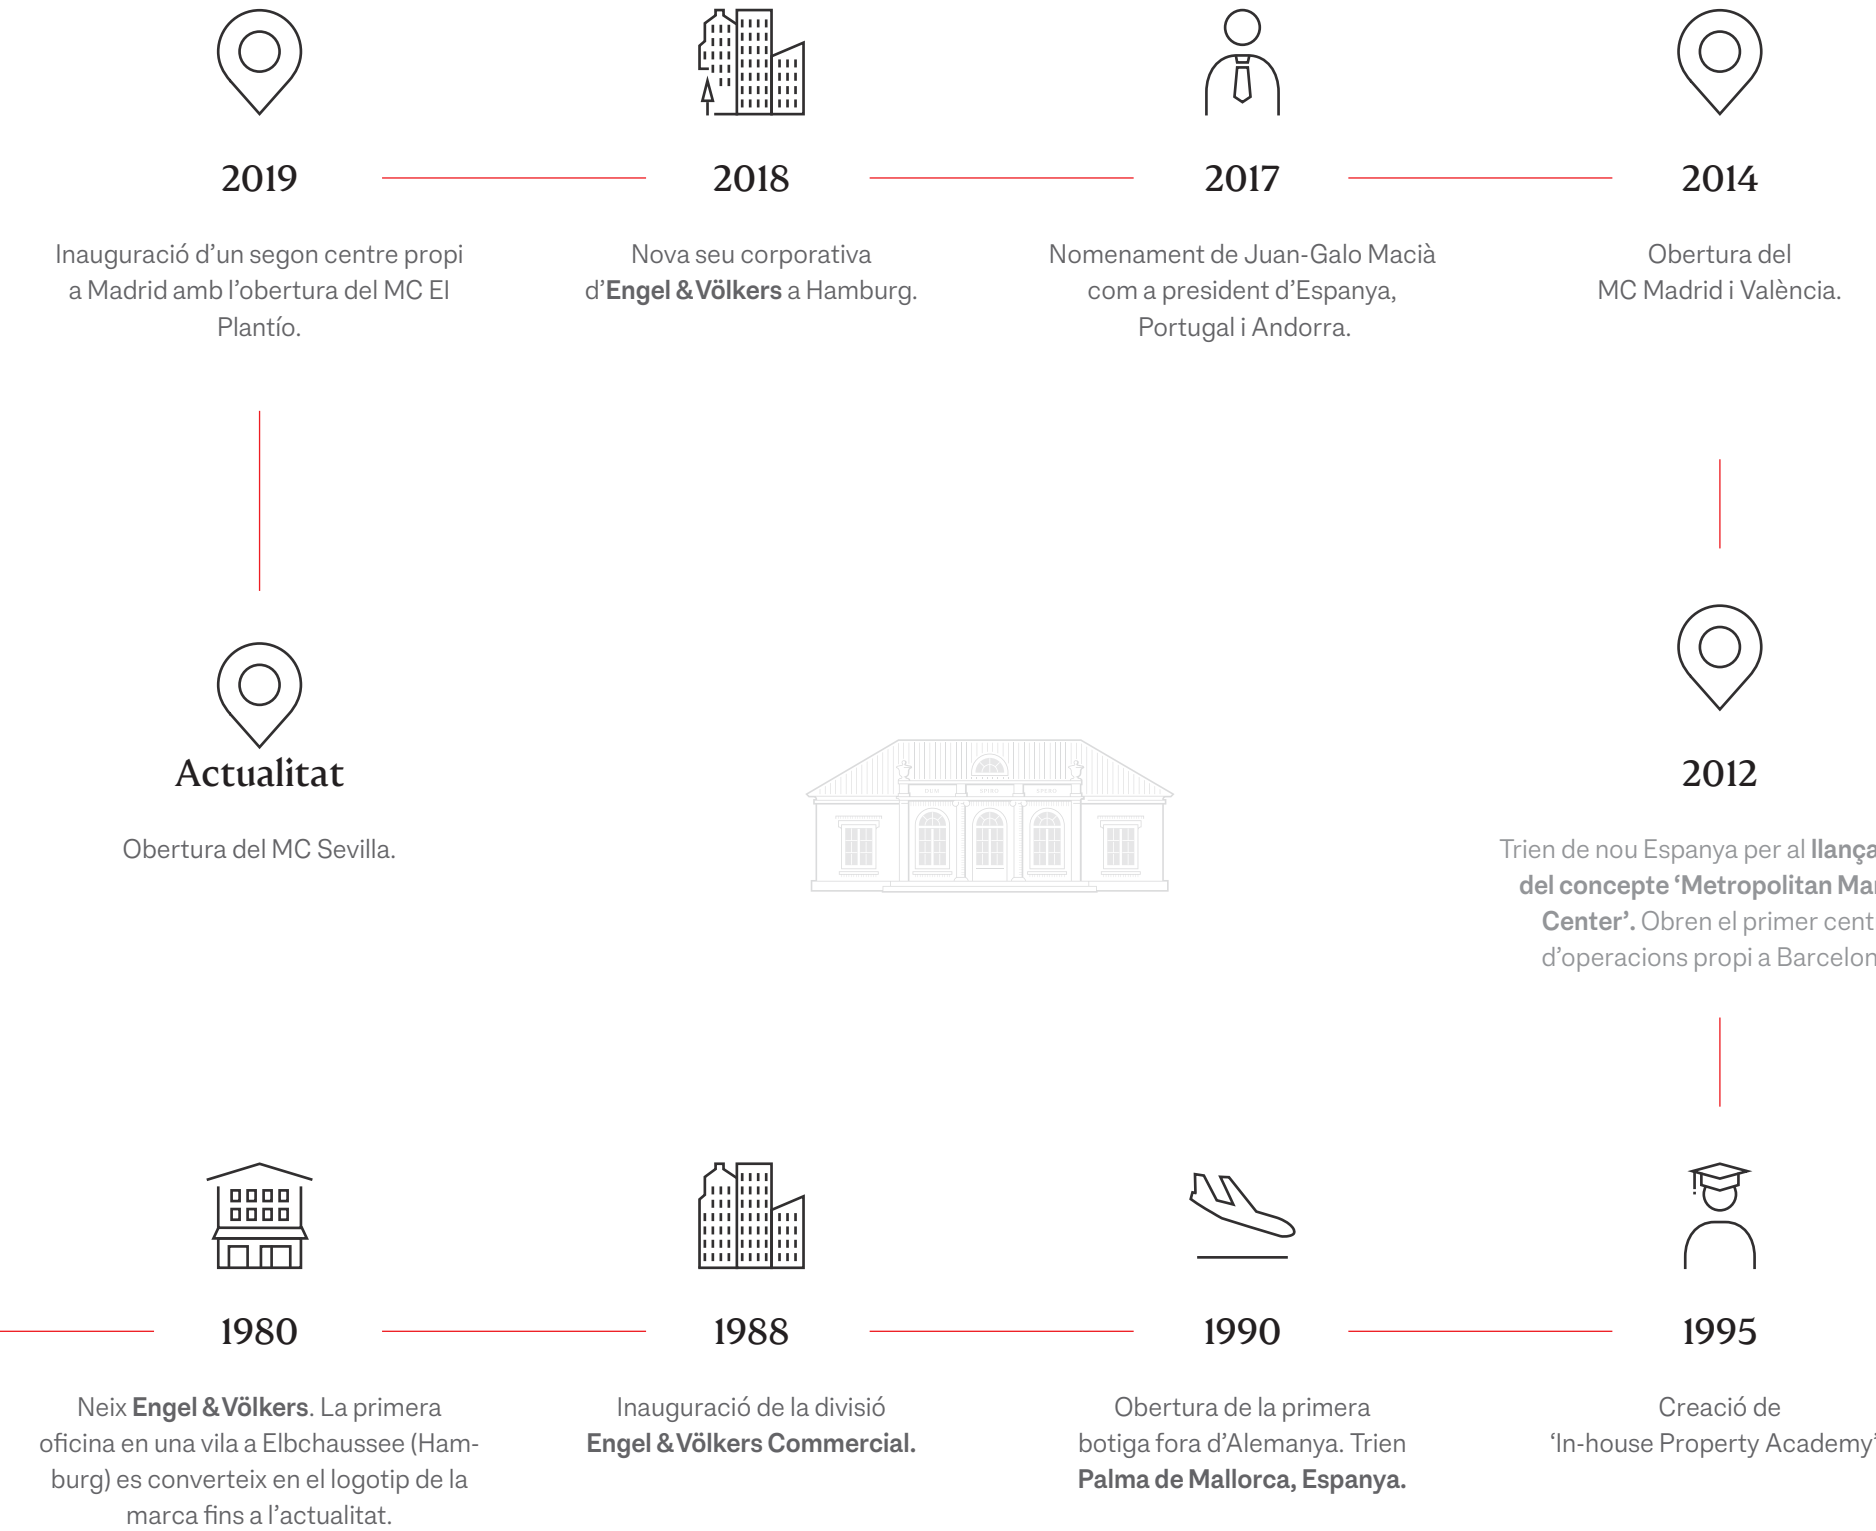 2019
Inauguració d’un segon centre propi
a Madrid amb l’obertura del MC El
Plantío.
2018
Nova seu corporativa
d’Engel & Völkers a Hamburg.
2017
Nomenament de Juan-Galo Macià
com a president d’Espanya,
Portugal i Andorra.
2014
Obertura del
MC Madrid i València.
Actualitat
Obertura del MC Sevilla.
2012
Trien de nou Espanya per al
del concepte ‘Metropolitan
Center’. Obren el primer
d’operacions propi a
1980
Neix Engel & Völkers. La primera
oficina en una vila a Elbchaussee (Ham-
burg) es converteix en el logotip de la
marca fins a l’actualitat.
1988
Inauguració de la divisió
Engel & Völkers Commercial.
1990
Obertura de la primera
botiga fora d’Alemanya. Trien
Palma de Mallorca, Espanya.
1995
Creació de
‘In-house Property Academy’